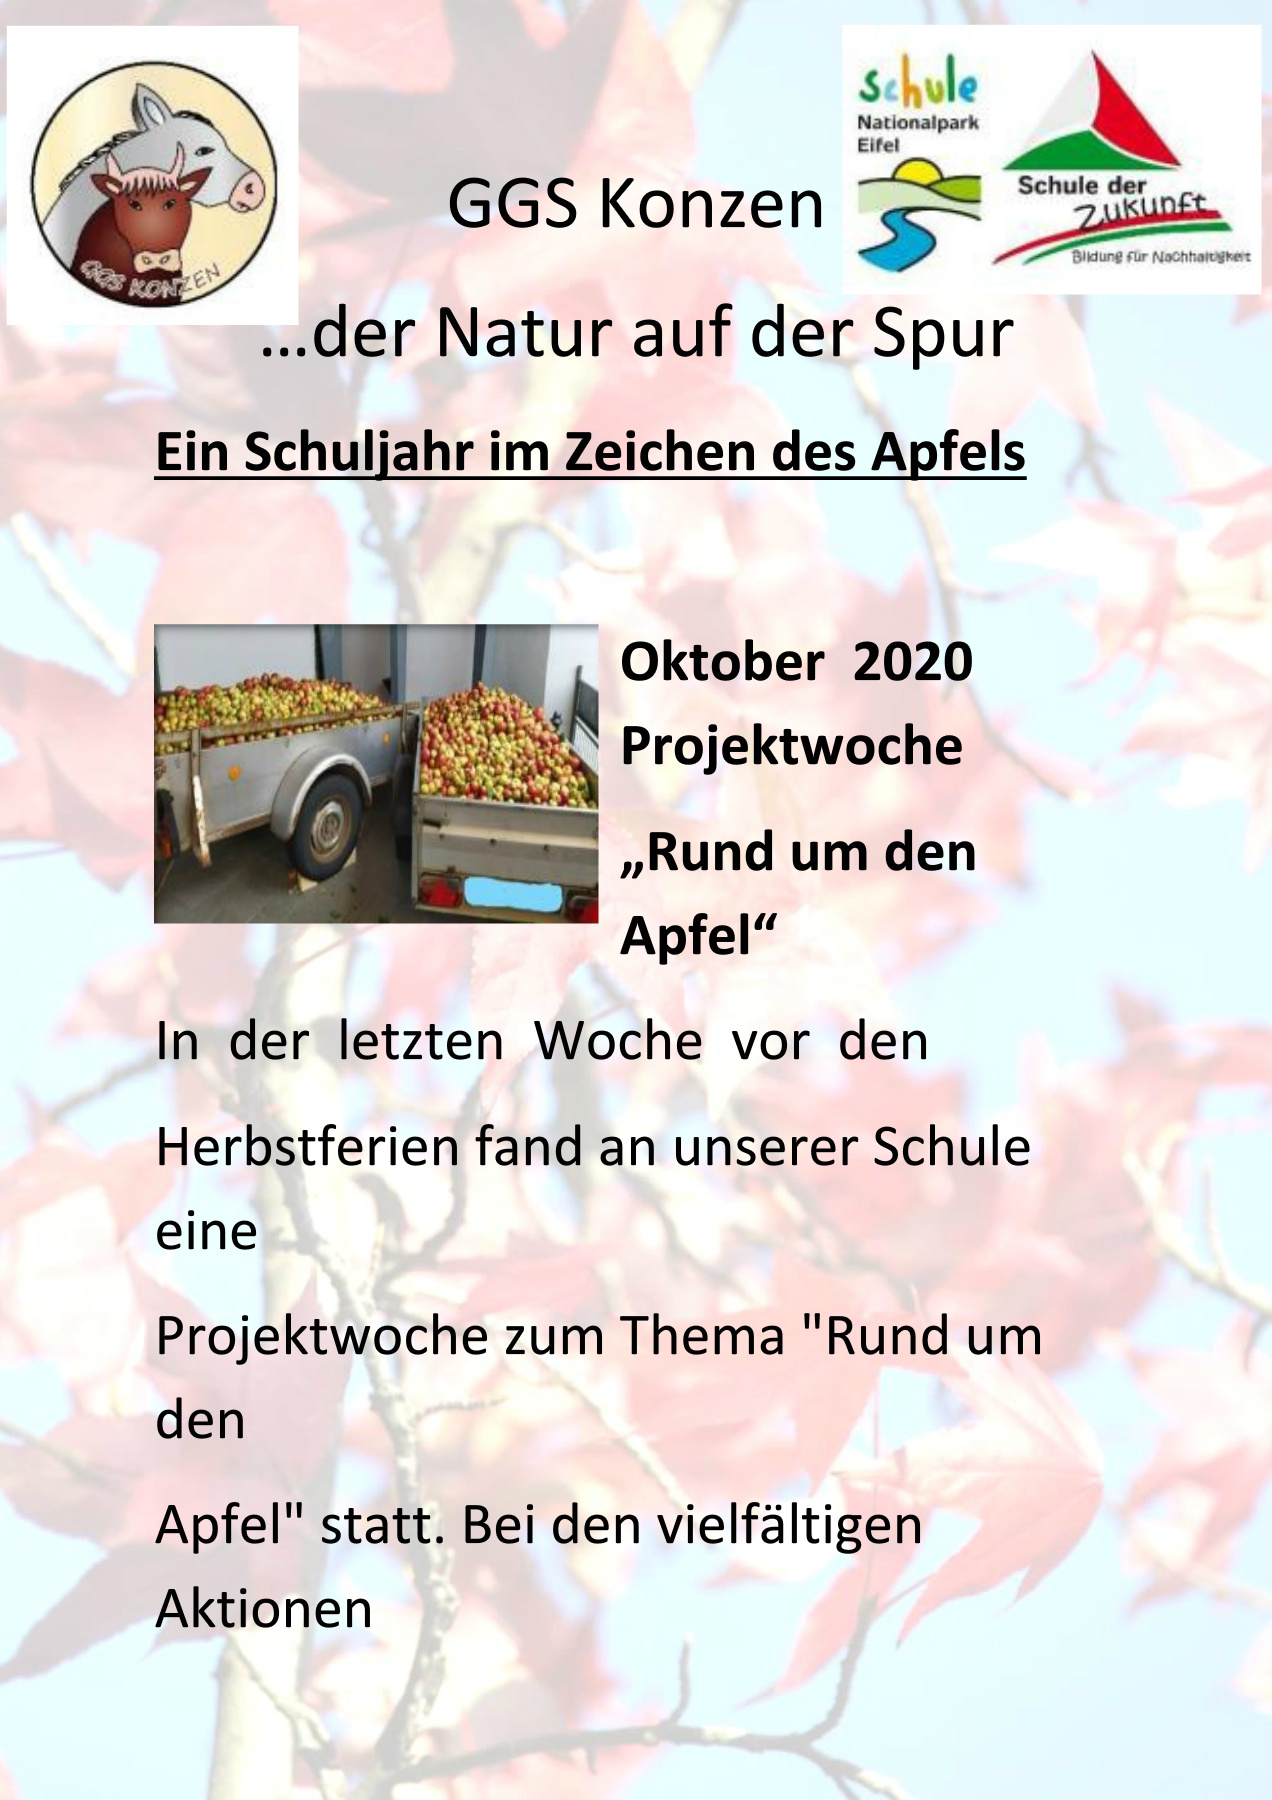 GGS KONZEN
schule
Nationalpark
Eifel
Schule der
Zukunft
Bildung für Nachhaltigkeit
GGS Konzen
...der Natur auf der Spur
Ein Schuljahr im Zeichen des Apfels
Oktober 2020
Projektwoche
„Rund um den
Apfel“
In der letzten Woche vor den
Herbstferien fand an unserer Schule
eine
Projektwoche zum Thema "Rund um
den
Apfel" statt. Bei den vielfältigen
Aktionen